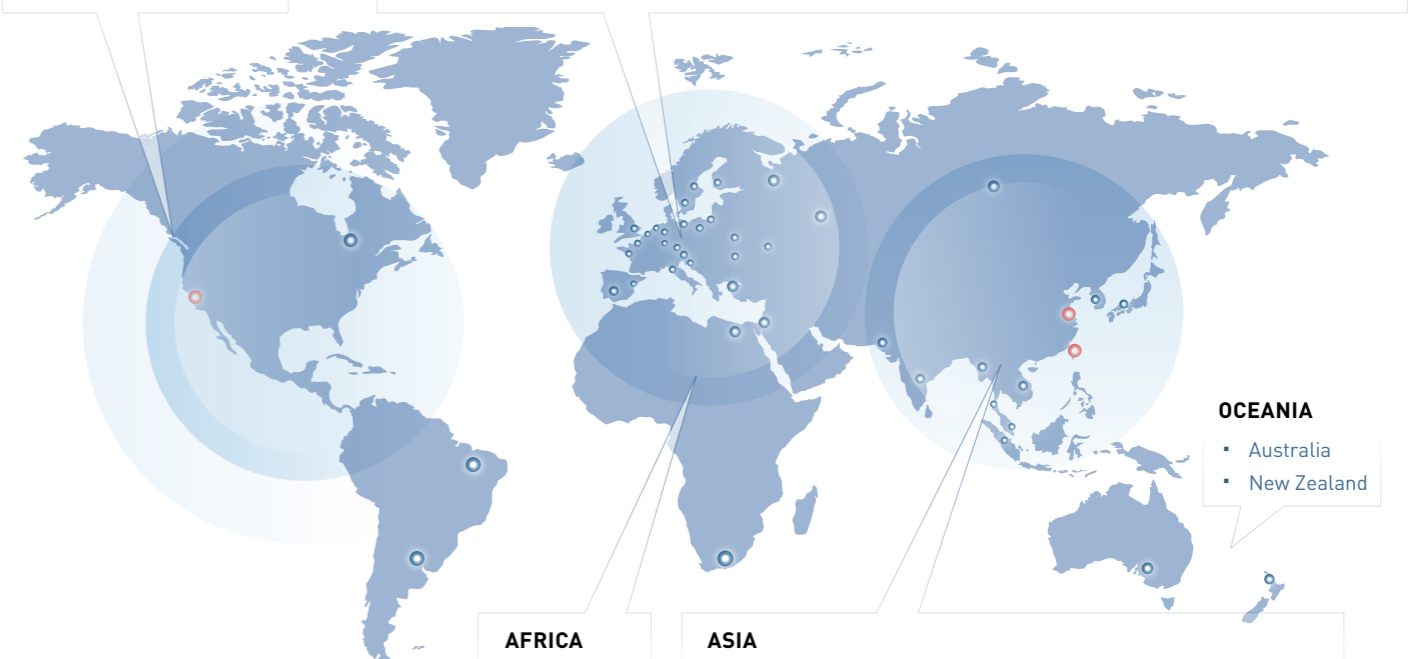 OCEANIA
▪ Australia
▪ New Zealand
AFRICA
ASIA